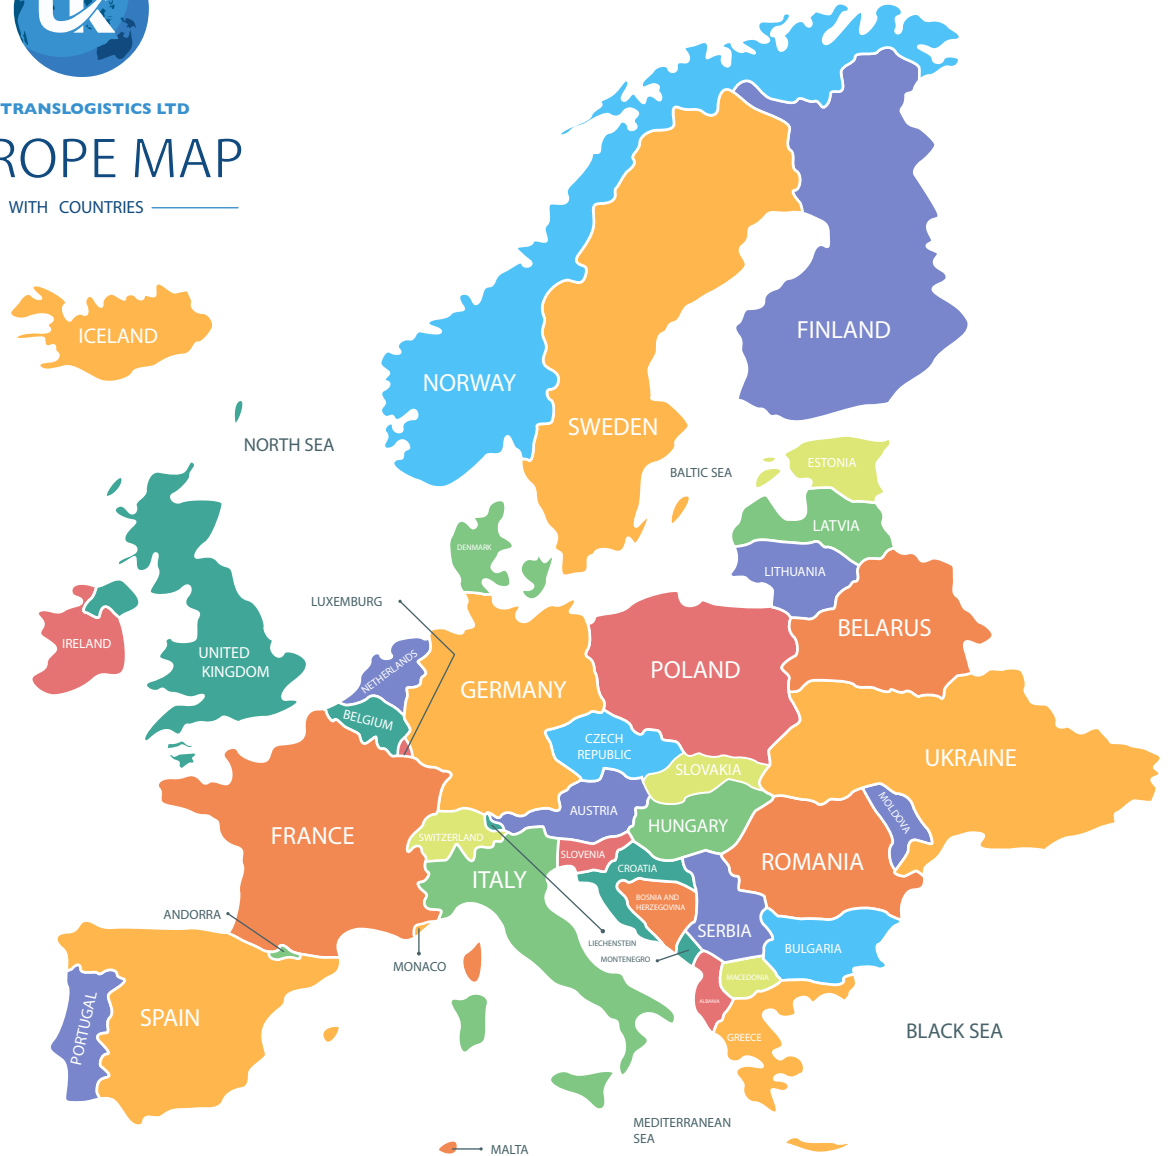 UK
TRANSLOGISTICS LTD
ROPE MAP
WITH COUNTRIES
ICELAND
NORWAY
SWEDEN
FINLAND
NORTH SEA
BALTIC SEA
ESTONIA
LATVIA
LITHUANIA
DENMARK
LUXEMBURG
IRELAND
UNITED
KINGDOM
NETHERLANDS
BELGIUM
GERMANY
POLAND
BELARUS
UKRAINE
CZECH
REPUBLIC
SLOVAKIA
AUSTRIA
HUNGARY
MOLDOVA
FRANCE
SWITZERLAND
SLOVENIA
CROATIA
ROMANIA
ITALY
BOSNIA AND
HERZEGOVINA
ANDORRA
SERBIA
LIECHENSTEIN
MONTENEGRO
BULGARIA
MONACO
MACEDONIA
ALBANIA
PORTUGAL
SPAIN
GREECE
BLACK SEA
MEDITERRANEAN
SEA
MALTA